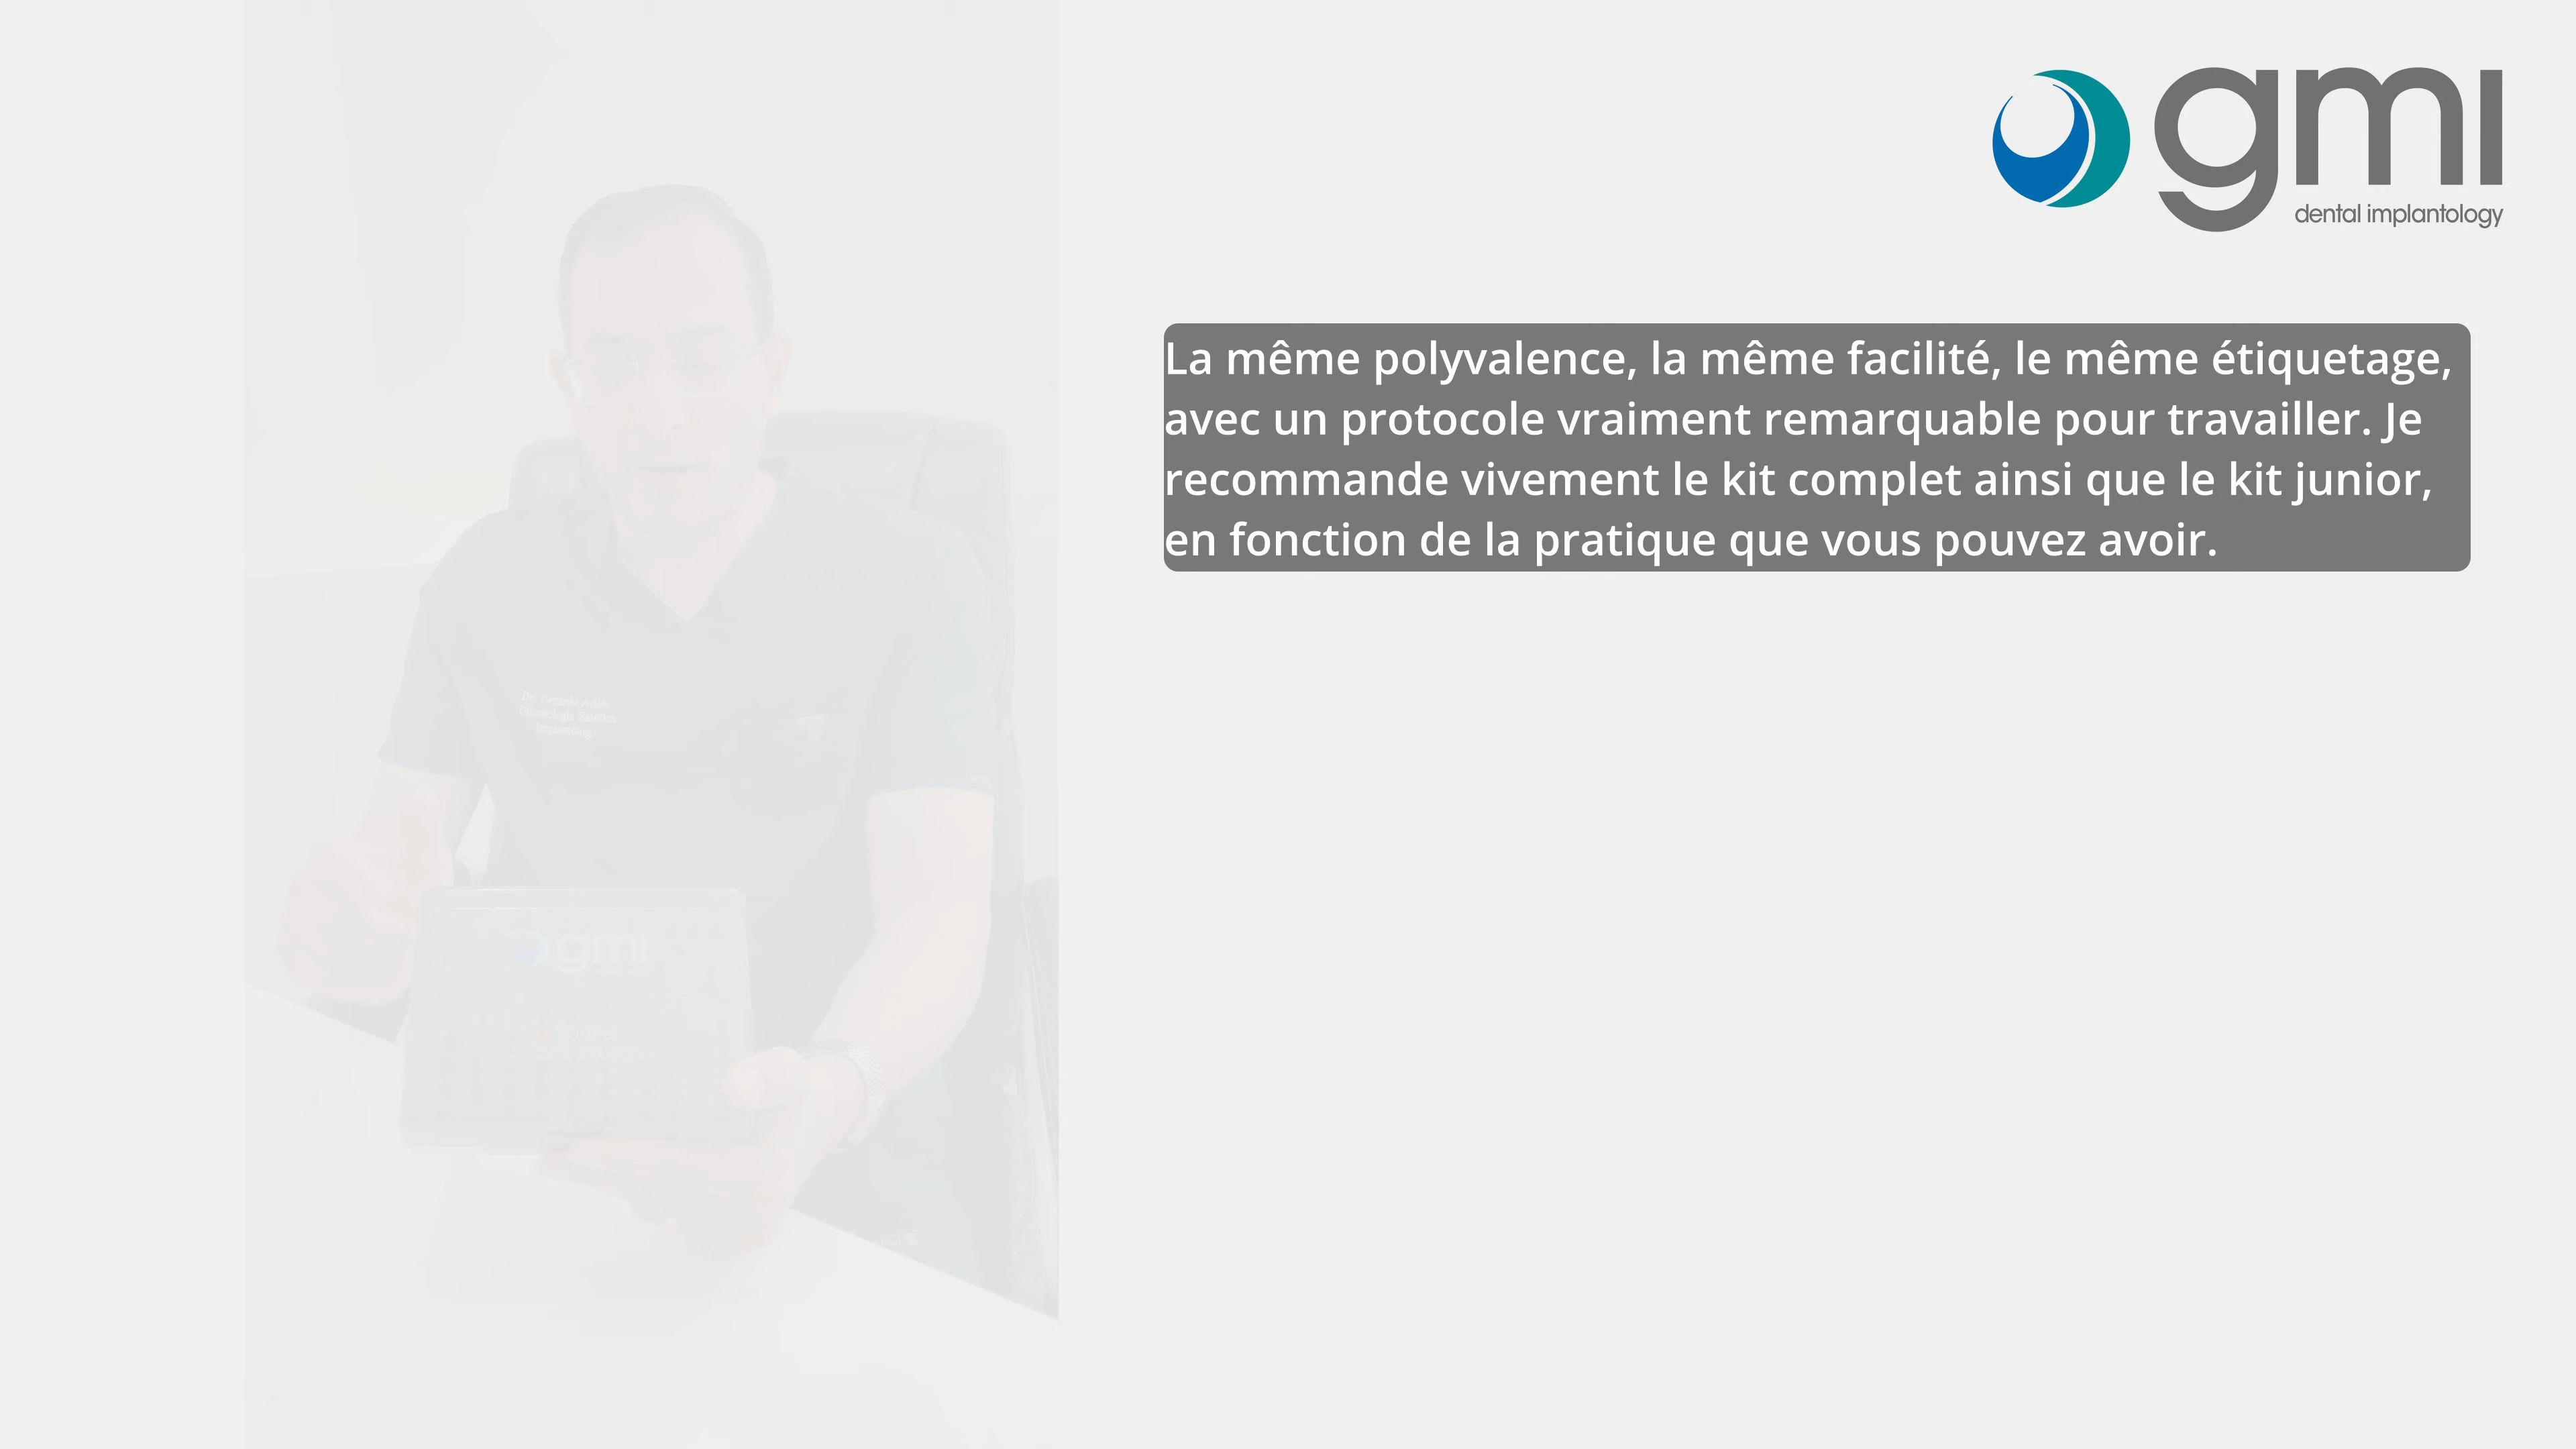 gmi
dental implantology
La même polyvalence, la même facilité, le même étiquetage,
avec un protocole vraiment remarquable pour travailler. Je
recommande vivement le kit complet ainsi que le kit junior,
en fonction de la pratique que vous pouvez avoir.
gmi